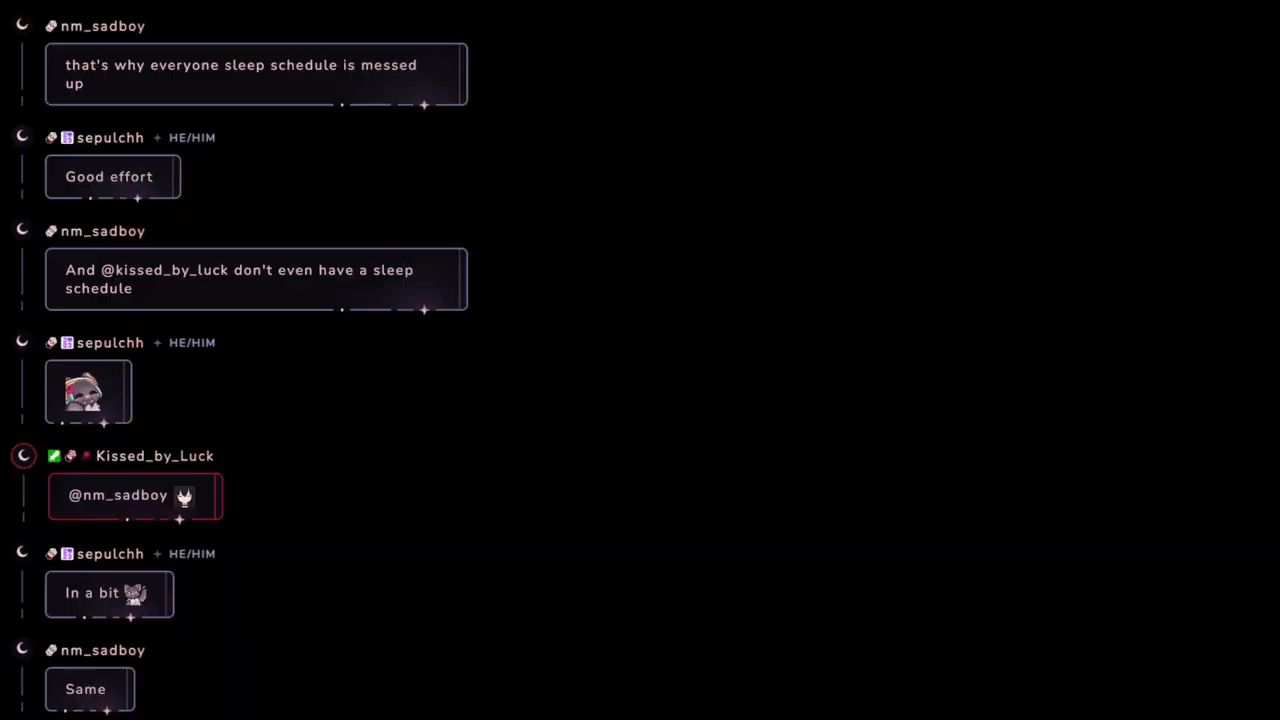 nm_sadboy
that's why everyone sleep schedule is messed
up
sepulchh HE/HIM
Good effort
nm_sadboy
And @kissed_by_luck don't even have a sleep
schedule
sepulchh HE/HIM
Kissed_by_Luck
@nm_sadboy
sepulchh HE/HIM
In a bit
nm_sadboy
Same